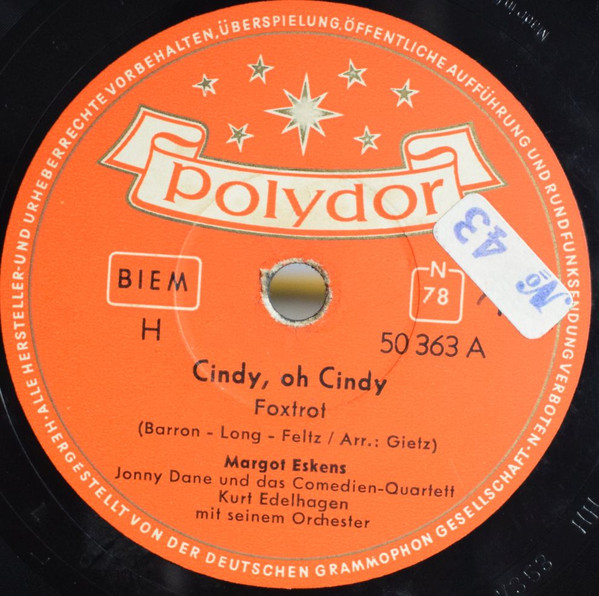 ALLE HERSTELLER- UND URHEBERRECHTE VORBEHALTEN, ÜBERSPIELUNG, ÖFFENTLICHE AUFFÜHRUNG UND RUNDFUNKSENDUNG VERBOTEN.
polydor
No 43
BIEM
N
78
H
50 363 A
Cindy, oh Cindy
Foxtrot
(Barron - Long - Feltz / Arr.: Gietz)
Margot Eskens
Jonny Dane und das Comedien-Quartett
Kurt Edelhagen
mit seinem Orchester
HERGESTELLT VON DER DEUTSCHEN GRAMMOPHON GESELLSCHAFT